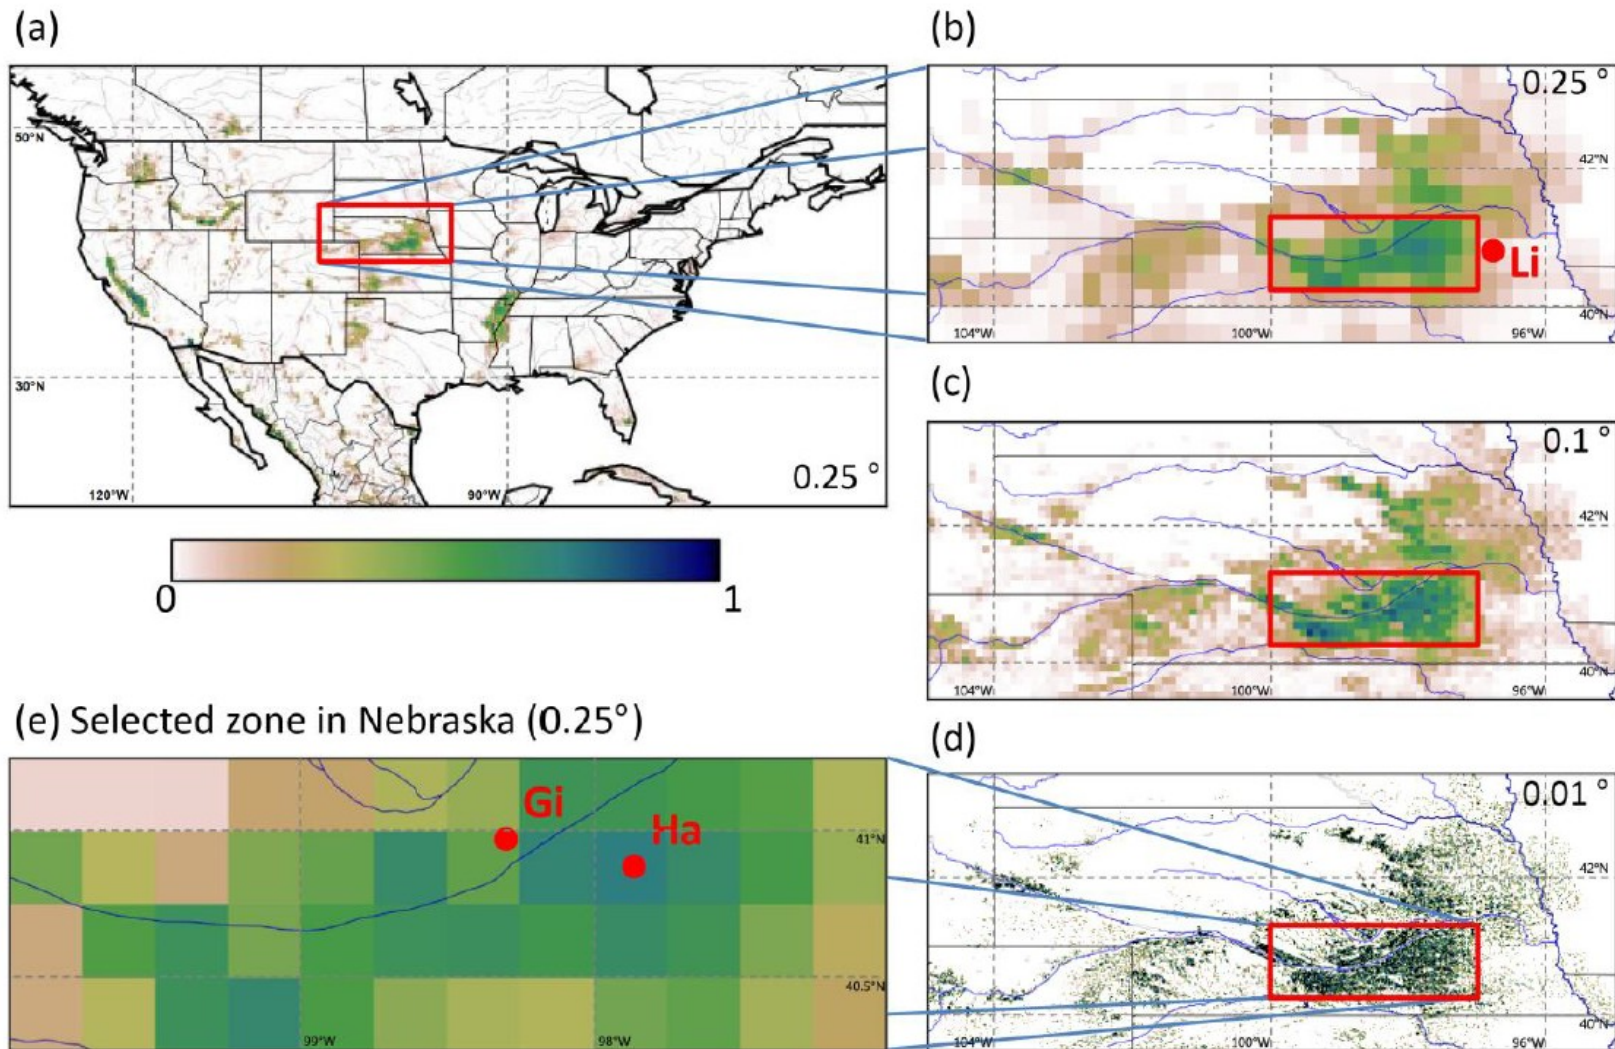 (a)
50°N
30°N
120°W
90°W
0.25 °
0
1
(b)
0.25 °
42°N
40°N
104°W
100°W
96°W
Li
(c)
0.1 °
42°N
40°N
104°W
100°W
96°W
(d)
0.01 °
42°N
40°N
104°W
100°W
96°W
(e) Selected zone in Nebraska (0.25°)
Gi
Ha
41°N
40.5°N
99°W
98°W